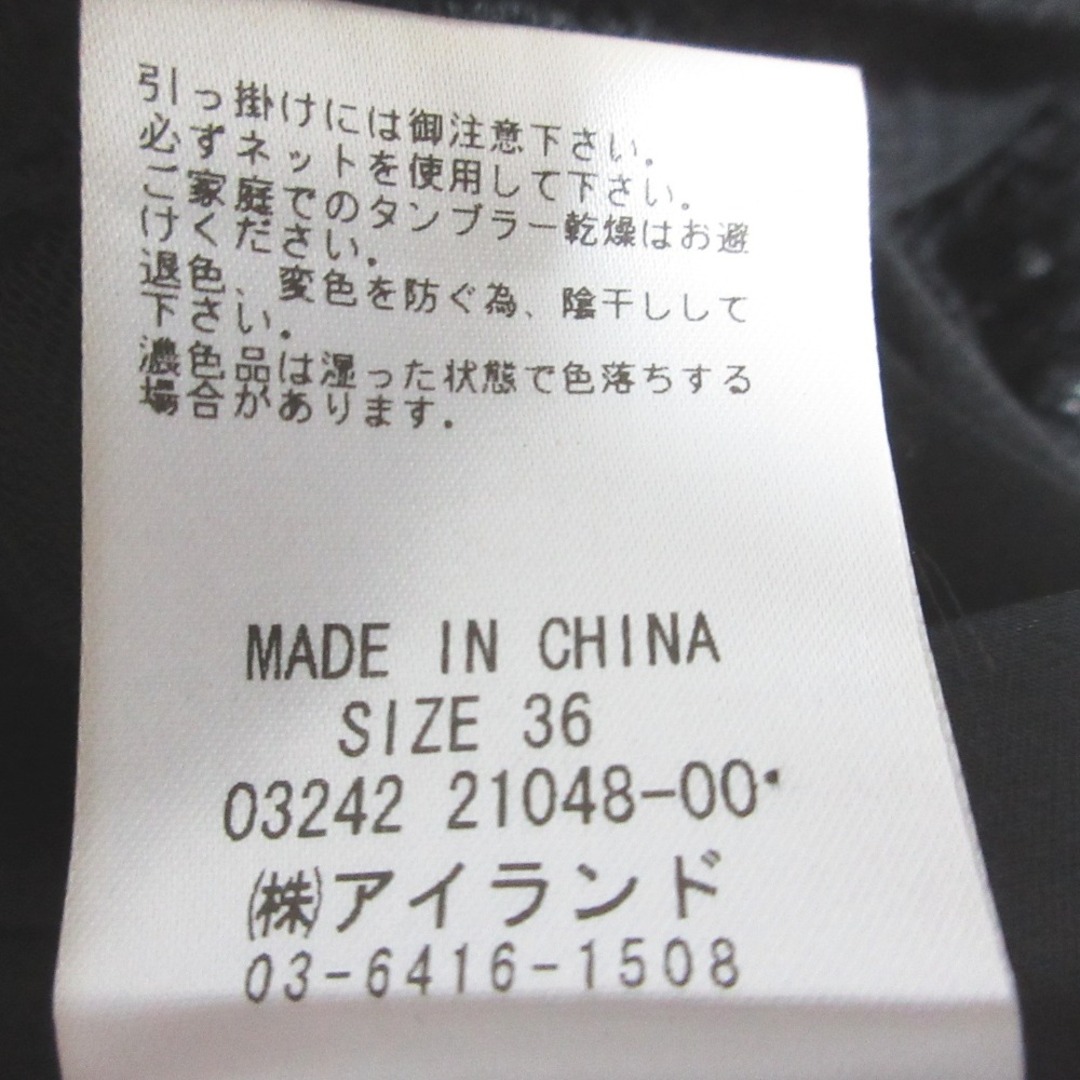 引っ掛けには御注意下さい。
必ずネットを使用して下さい。
ご家庭でのタンブラー乾燥はお避
けください。
退色、変色を防ぐ為、陰干しして
下さい。
濃色品は湿った状態で色落ちする
場合があります。
MADE IN CHINA
SIZE 36
03242 21048-00
㈱アイランド
03-6416-1508